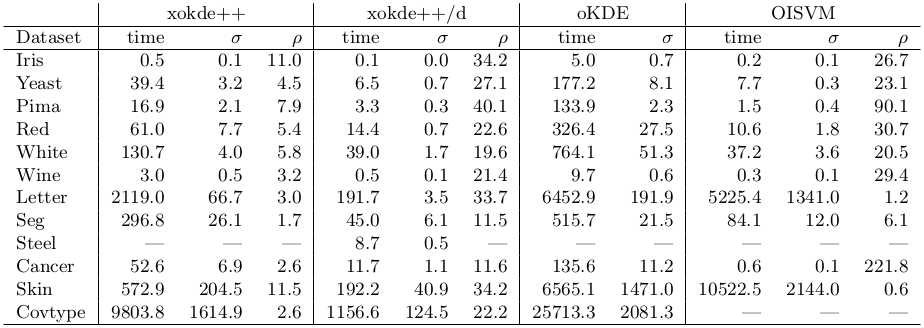 xokde++ xokde++/d oKDE OISVM
Dataset time σ ρ time σ ρ time σ time σ ρ
Iris 0.5 0.1 11.0 0.1 0.0 34.2 5.0 0.7 0.2 0.1 26.7
Yeast 39.4 3.2 4.5 6.5 0.7 27.1 177.2 8.1 7.7 0.3 23.1
Pima 16.9 2.1 7.9 3.3 0.3 40.1 133.9 2.3 1.5 0.4 90.1
Red 61.0 7.7 5.4 14.4 0.7 22.6 326.4 27.5 10.6 1.8 30.7
White 130.7 4.0 5.8 39.0 1.7 19.6 764.1 51.3 37.2 3.6 20.5
Wine 3.0 0.5 3.2 0.5 0.1 21.4 9.7 0.6 0.3 0.1 29.4
Letter 2119.0 66.7 3.0 191.7 3.5 33.7 6452.9 191.9 5225.4 1341.0 1.2
Seg 296.8 26.1 1.7 45.0 6.1 11.5 515.7 21.5 84.1 12.0 6.1
Steel — — — 8.7 0.5 — — — — — —
Cancer 52.6 6.9 2.6 11.7 1.1 11.6 135.6 11.2 0.6 0.1 221.8
Skin 572.9 204.5 11.5 192.2 40.9 34.2 6565.1 1471.0 10522.5 2144.0 0.6
Covtype 9803.8 1614.9 2.6 1156.6 124.5 22.2 25713.3 2081.3 — — —